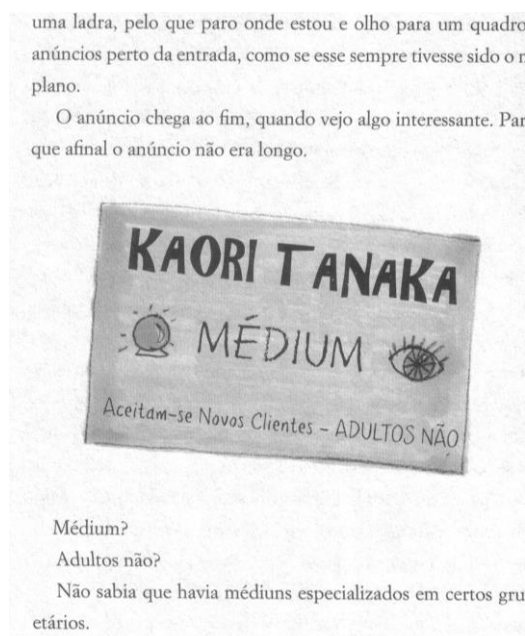 uma ladra, pelo que paro onde estou e olho para um quadro
anúncios perto da entrada, como se esse sempre tivesse sido o
plano.
O anúncio chega ao fim, quando vejo algo interessante.
que afinal o anúncio não era longo.
KAORI TANAKA
MÉDIUM
Aceitam-se Novos Clientes - ADULTOS NÃO
Médium?
Adultos não?
Não sabia que havia médiuns especializados em certos
etários.